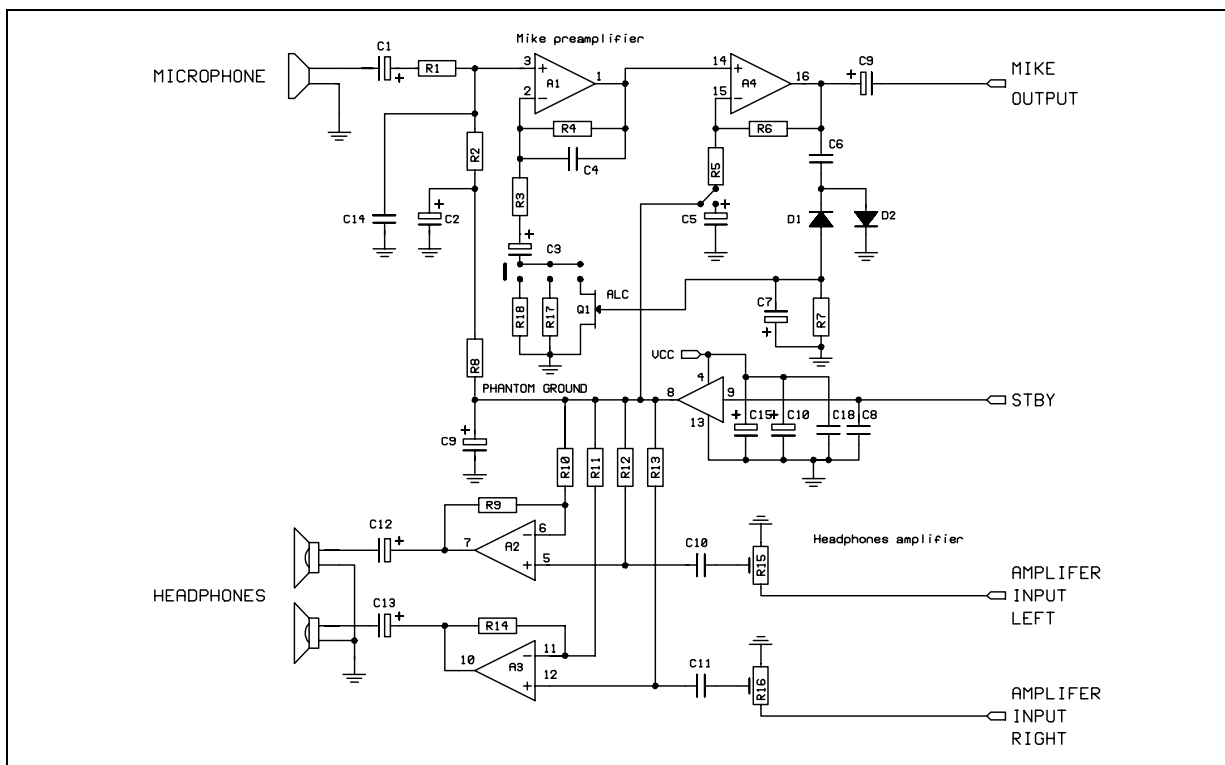 Mike preamplifier
C1
R1
MICROPHONE
3
+
2
-
A1
1
14
+
15
-
A4
16
+
C9
MIKE
OUTPUT
R4
C4
R6
C6
R2
R3
R5
C14
+
C2
+
C3
+
C5
D1
D2
R18
R17
Q1
ALC
C7
+
R7
R8
VCC
PHANTOM GROUND
4
8
9
13
STBY
+
C15
+
C10
C18
C8
+
C9
R10
R11
R12
R13
R9
C12
+
7
A2
- 6
+ 5
C10
R15
Headphones amplifier
AMPLIFER
INPUT
LEFT
HEADPHONES
C13
+
R14
10
A3
- 11
+ 12
C11
R16
AMPLIFER
INPUT
RIGHT